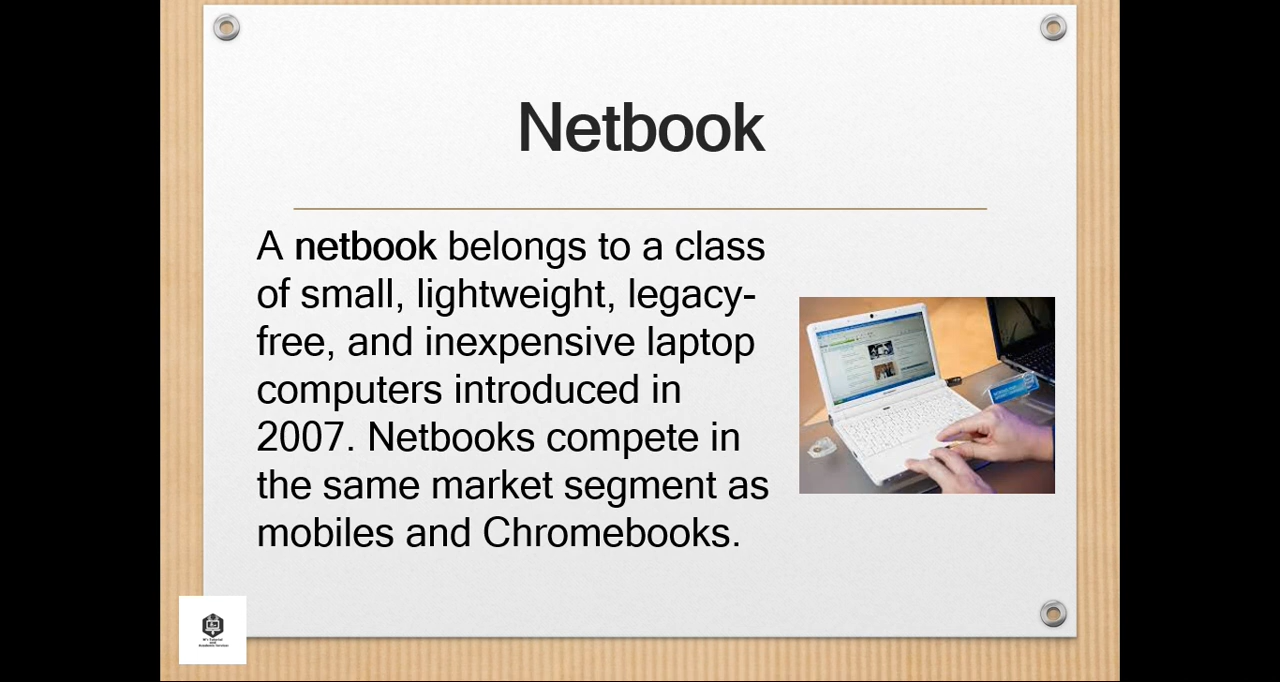 Netbook
A netbook belongs to a class
of small, lightweight, legacy-
free, and inexpensive laptop
computers introduced in
2007. Netbooks compete in
the same market segment as
mobiles and Chromebooks.